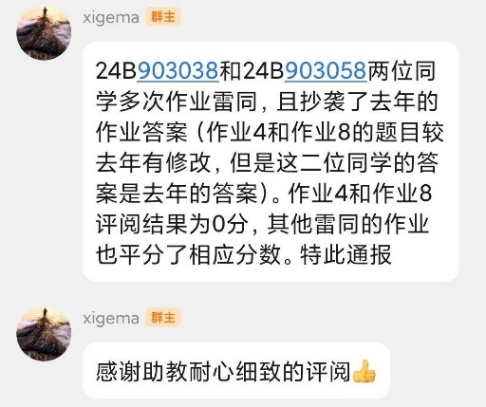 xigema 群主
24B903038和24B903058两位同
学多次作业雷同，且抄袭了去年的
作业答案（作业4和作业8的题目较
去年有修改，但是这二位同学的答
案是去年的答案）。作业4和作业8
评阅结果为0分，其他雷同的作业
也平分了相应分数。特此通报
xigema 群主
感谢助教耐心细致的评阅👍